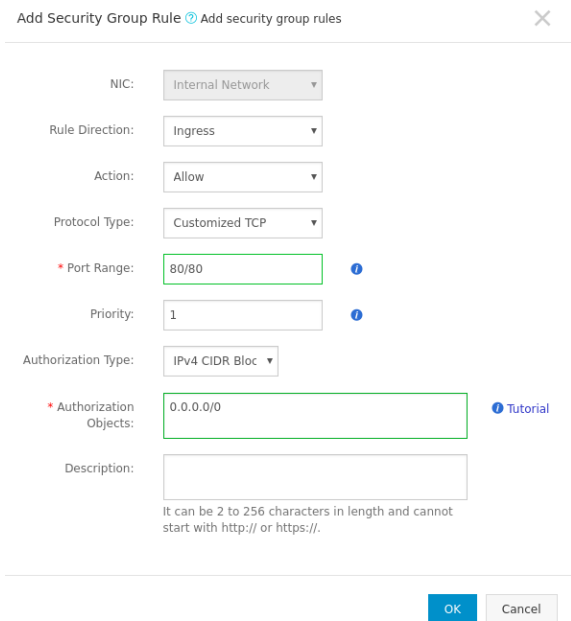 Add Security Group Rule ? Add security group rules
NIC: Internal Network
Rule Direction: Ingress
Action: Allow
Protocol Type: Customized TCP
* Port Range: 80/80
Priority: 1
Authorization Type: IPv4 CIDR Bloc
* Authorization Objects: 0.0.0.0/0
Tutorial
Description:
It can be 2 to 256 characters in length and cannot
start with http:// or https://.
OK Cancel